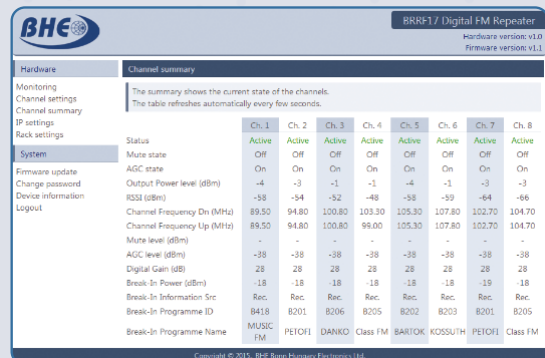 BHE
BRRF17 Digital FM Repeater
Hardware version: v1.0
Firmware version: v1.1
Hardware
Monitoring
Channel settings
Channel summary
IP settings
Rack settings
System
Firmware update
Change password
Device information
Logout
Channel summary
The summary shows the current state of the channels.
The table refreshes automatically every few seconds.
Ch. 1 Ch. 2 Ch. 3 Ch. 4 Ch. 5 Ch. 6 Ch. 7 Ch. 8
Status Active Active Active Active Active Active Active Active
Mute state Off Off Off Off Off Off Off Off
AGC state On On On On On On On On
Output Power level (dBm) -4 -3 -1 -1 -4 -1 -3 -3
RSSI (dBm) -58 -54 -52 -48 -58 -59 -64 -66
Channel Frequency Dn (MHz) 89.50 94.80 100.80 103.30 105.30 107.80 102.70 104.70
Channel Frequency Up (MHz) 89.50 94.80 100.80 99.00 105.30 107.80 102.70 104.70
Mute level (dBm) - - - - - - - -
AGC level (dBm) -38 -38 -38 -38 -38 -38 -38 -38
Digital Gain (dB) 28 28 28 28 28 28 28 28
Break-In Power (dBm) -18 -18 -18 -18 -18 -18 -19 -18
Break-In Information Src Rec. Rec. Rec. Rec. Rec. Rec. Rec. Rec.
Break-In Programme ID B418 B201 B206 B205 B202 B203 B201 B205
Break-In Programme Name MUSIC FM PETOFI DANKO Class FM BARTOK KOSSUTH PETOFI Class FM
Copyright © 2015, BHE Bonn Hungary Electronics Ltd.